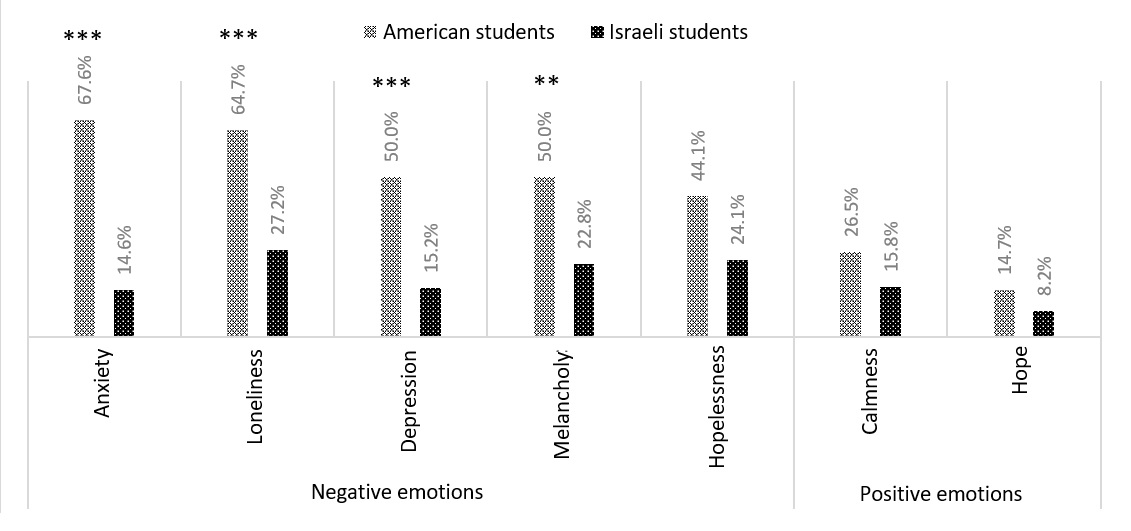 American students Israeli students
*** *** *** **
67.6% 14.6% 64.7% 27.2% 50.0% 15.2% 50.0% 22.8% 44.1% 24.1% 26.5% 15.8% 14.7% 8.2%
Anxiety Loneliness Depression Melancholy Hopelessness Calmness Hope
Negative emotions Positive emotions